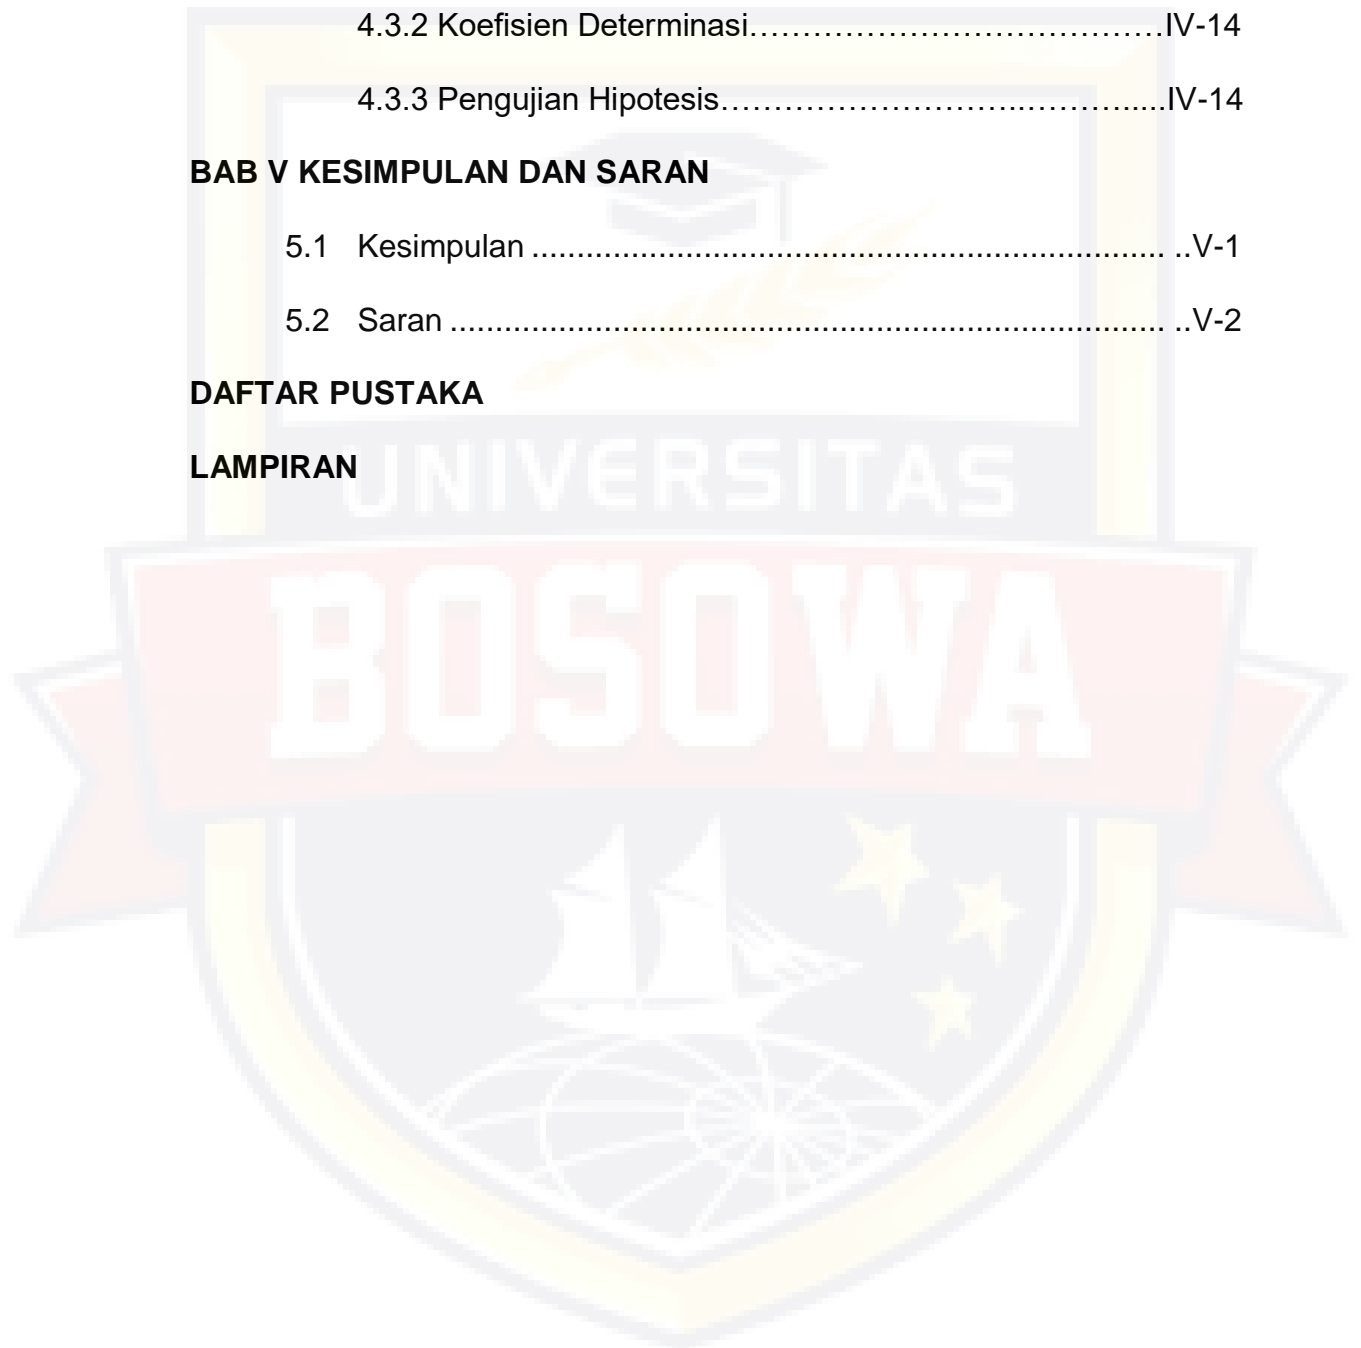 4.3.2 Koefisien Determinasi…………………………………IV-14
4.3.3 Pengujian Hipotesis………………………..……….....IV-14
BAB V KESIMPULAN DAN SARAN
5.1 Kesimpulan ...................................................................... ..V-1
5.2 Saran ............................................................................... ..V-2
DAFTAR PUSTAKA
LAMPIRAN
UNIVERSITAS
BOSOWA